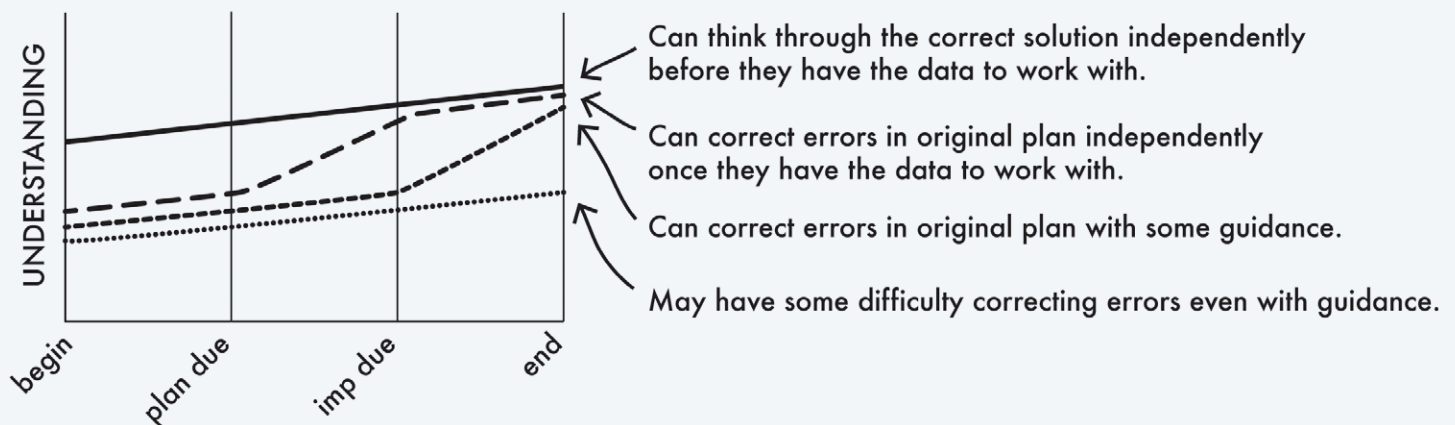 UNDERSTANDING
Can think through the correct solution independently
before they have the data to work with.
Can correct errors in original plan independently
once they have the data to work with.
Can correct errors in original plan with some guidance.
May have some difficulty correcting errors even with guidance.
begin
plan due
imp due
end